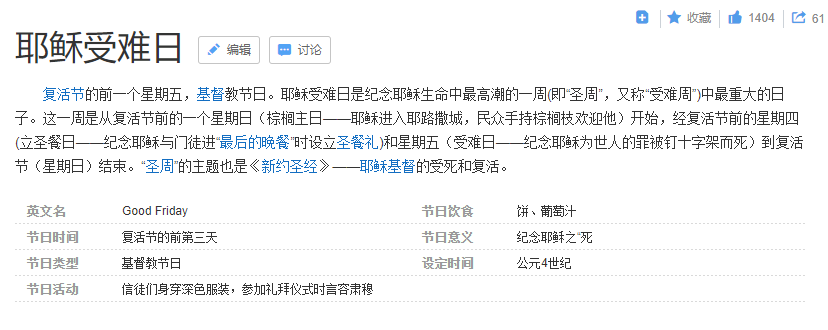 收藏 1404 61
耶稣受难日 编辑 讨论
复活节的前一个星期五，基督教节日。耶稣受难日是纪念耶稣生命中最高潮的一周(即“圣周”，又称“受难周”)中最重大的日
子。这一周是从复活节前的一个星期日（棕榈主日——耶稣进入耶路撒城，民众手持棕榈枝欢迎他）开始，经复活节前的星期四
(立圣餐日——纪念耶稣与门徒进“最后的晚餐”时设立圣餐礼)和星期五（受难日——纪念耶稣为世人的罪被钉十字架而死）到复活
节（星期日）结束。“圣周”的主题也是《新约圣经》——耶稣基督的受死和复活。
英文名 Good Friday 节日饮食 饼、葡萄汁
节日时间 复活节的前第三天 节日意义 纪念耶稣之“死
节日类型 基督教节日 设定时间 公元4世纪
节日活动 信徒们身穿深色服装，参加礼拜仪式时言容肃穆